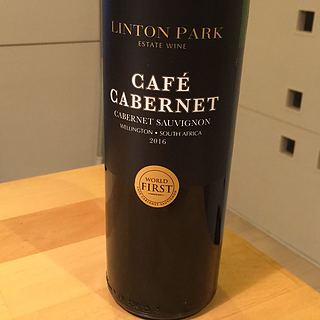 LINTON PARK
ESTATE WINE
CAFÉ
CABERNET
CABERNET SAUVIGNON
WELLINGTON • SOUTH AFRICA
2016
WORLD
FIRST